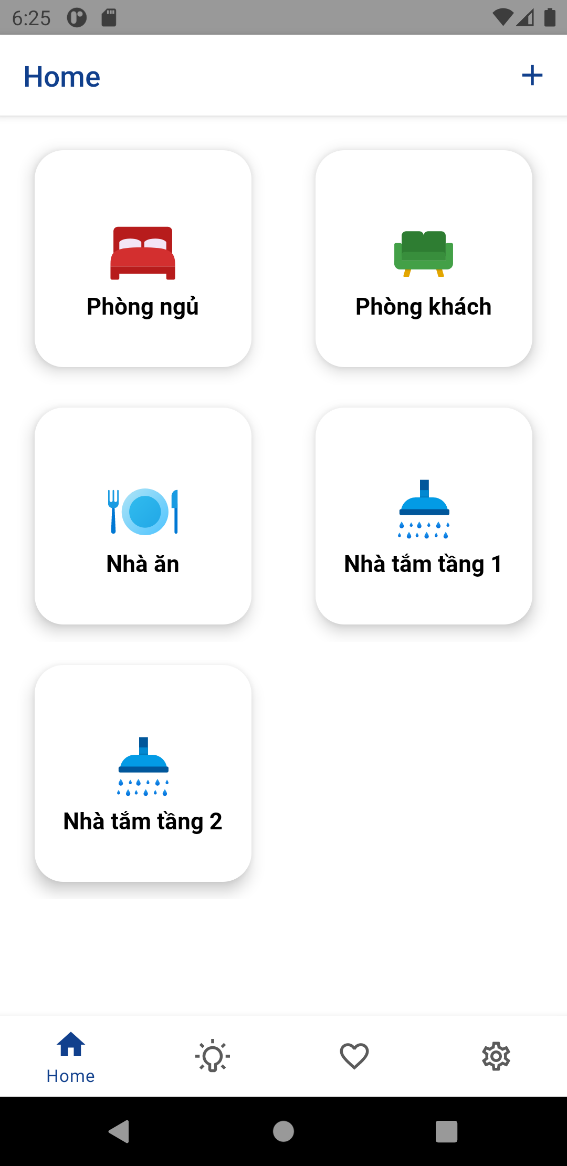 6:25
Home
Phòng ngủ
Phòng khách
Nhà ăn
Nhà tắm tầng 1
Nhà tắm tầng 2
Home